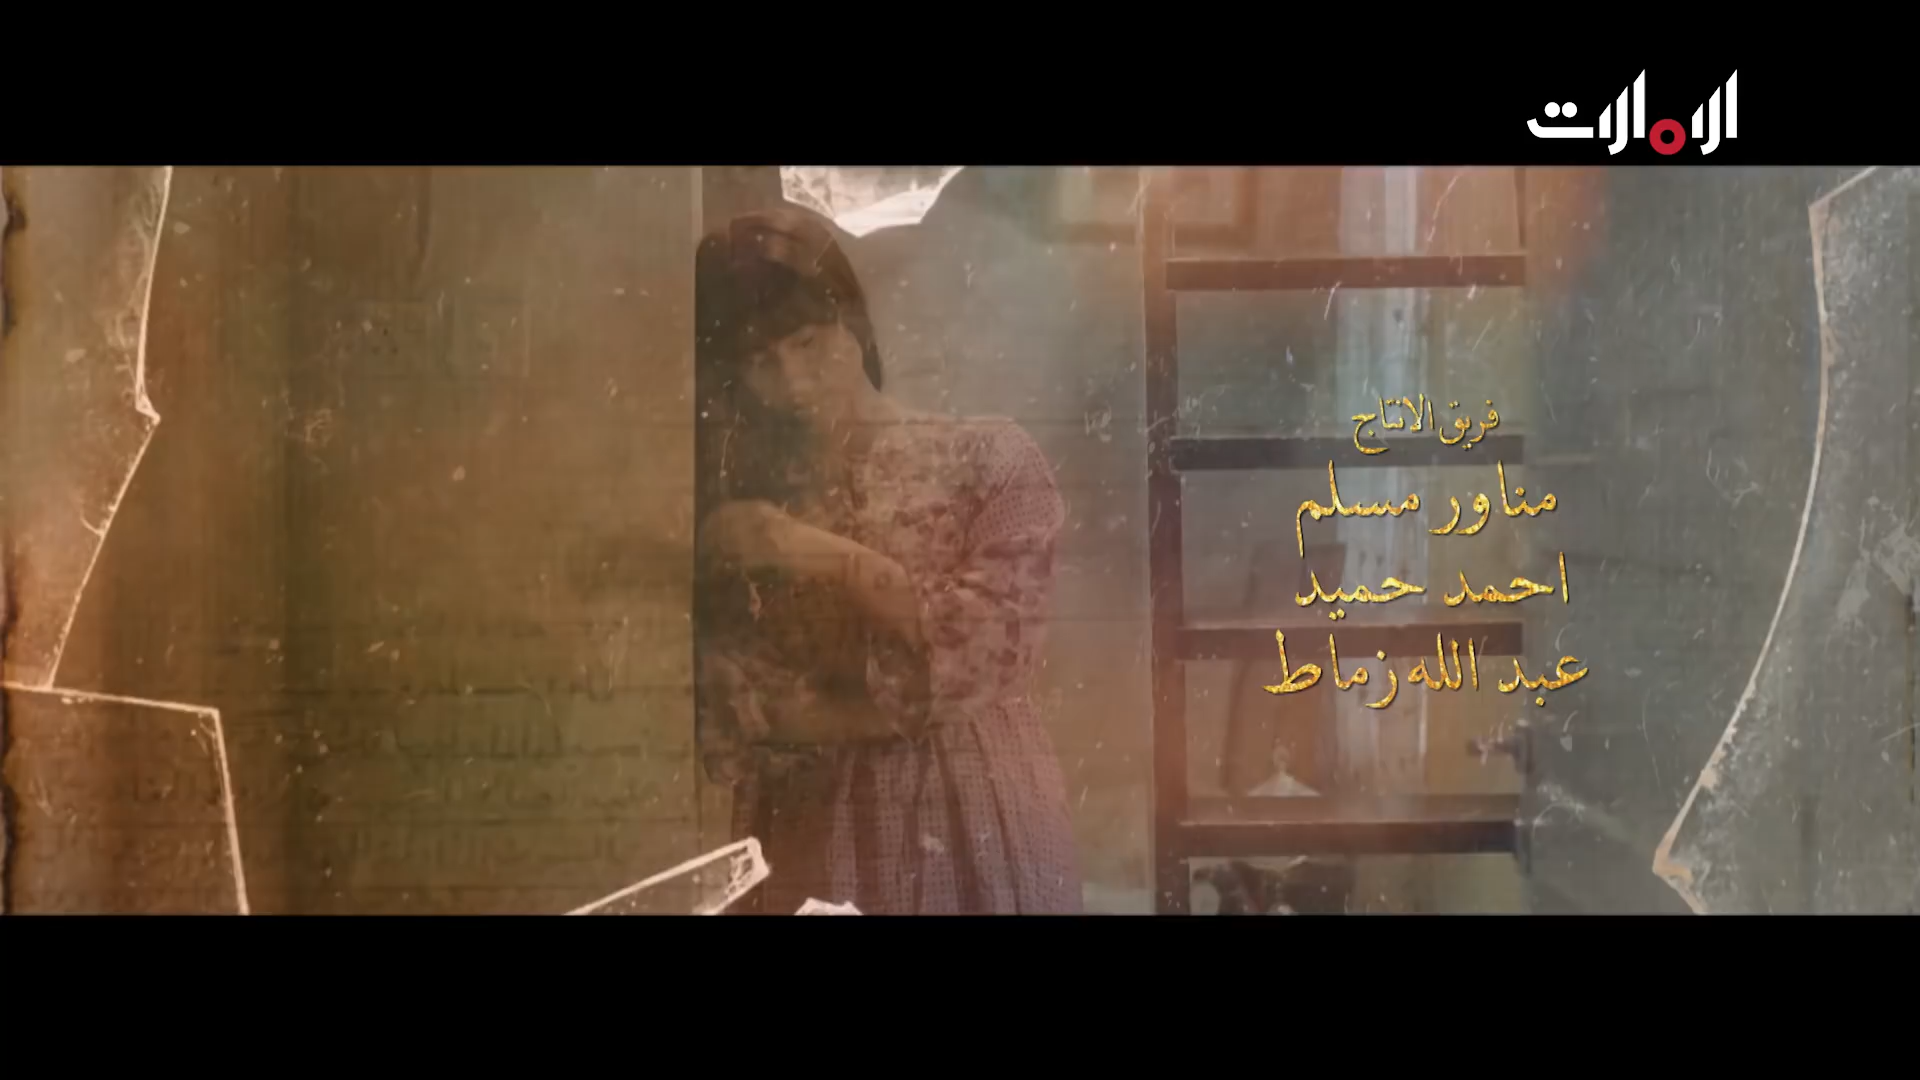 الامارات
فريق الانتاج
مناور مسلم
احمد حميد
عبد الله زماط